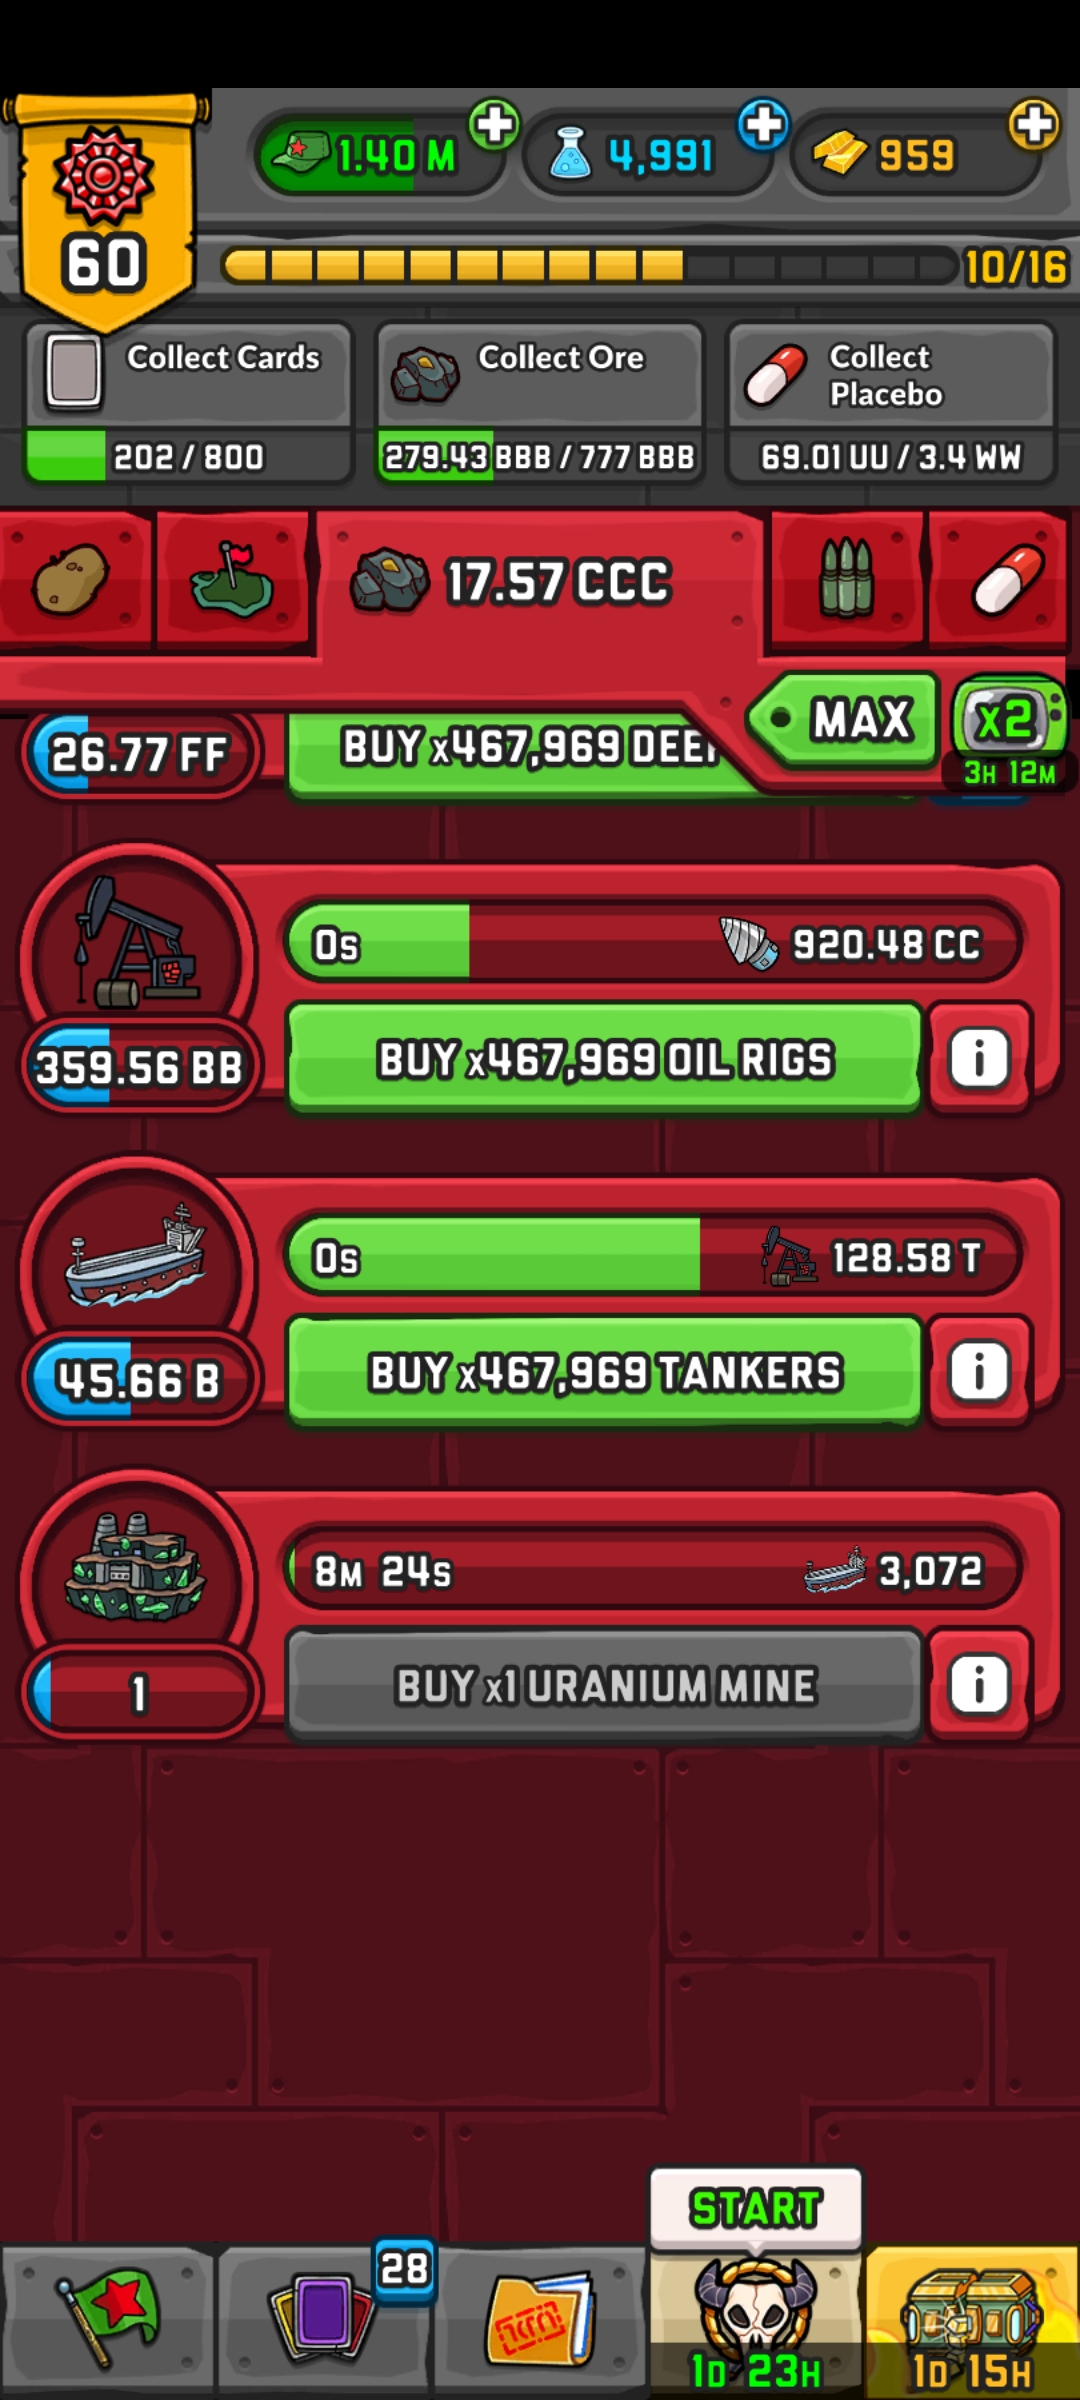 1.40 M
4,991
959
60
10/16
Collect Cards
202 / 800
Collect Ore
279.43 BBB / 777 BBB
Collect
Placebo
69.01 UU / 3.4 WW
17.57 CCC
MAX
x2
3H 12M
26.77 FF
BUY x467,969
0s
920.48 CC
359.56 BB
BUY x467,969 OIL RIGS
i
0s
128.58 T
45.66 B
BUY x467,969 TANKERS
i
8M 24s
3,072
1
BUY x1 URANIUM MINE
i
START
28
1D 23H
1D 15H